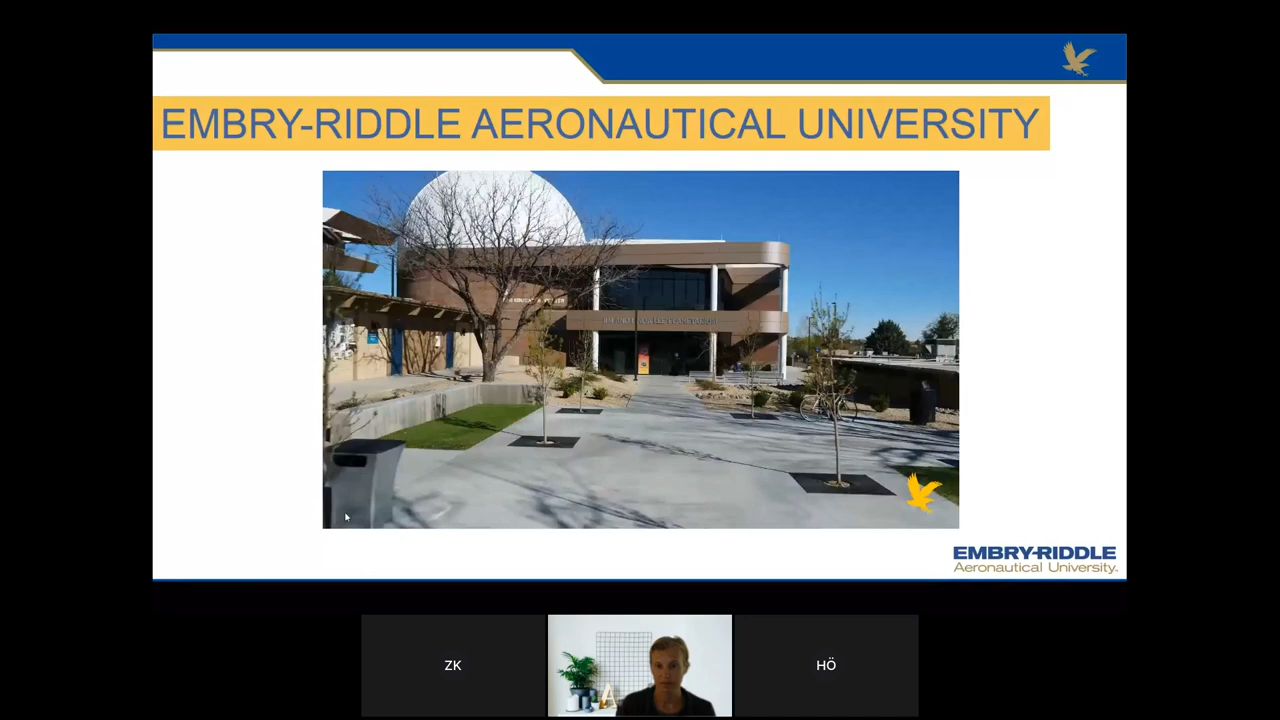 EMBRY-RIDDLE AERONAUTICAL UNIVERSITY
EMBRY-RIDDLE
Aeronautical University.
ZK
HÖ